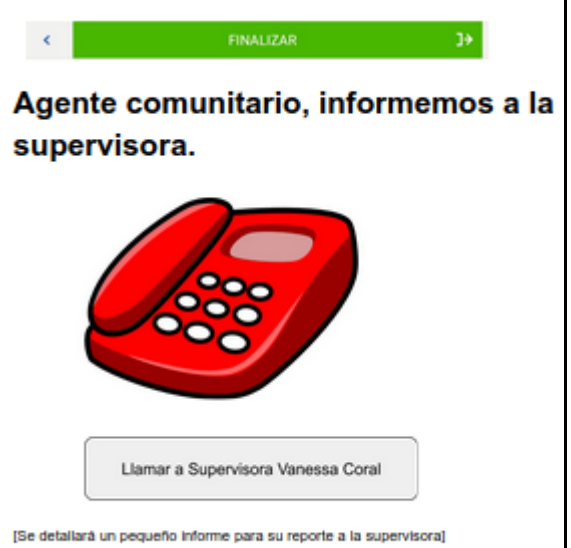 FINALIZAR
Agente comunitario, informemos a la
supervisora.
Llamar a Supervisora Vanessa Coral
[Se detallará un pequeño informe para su reporte a la supervisora]